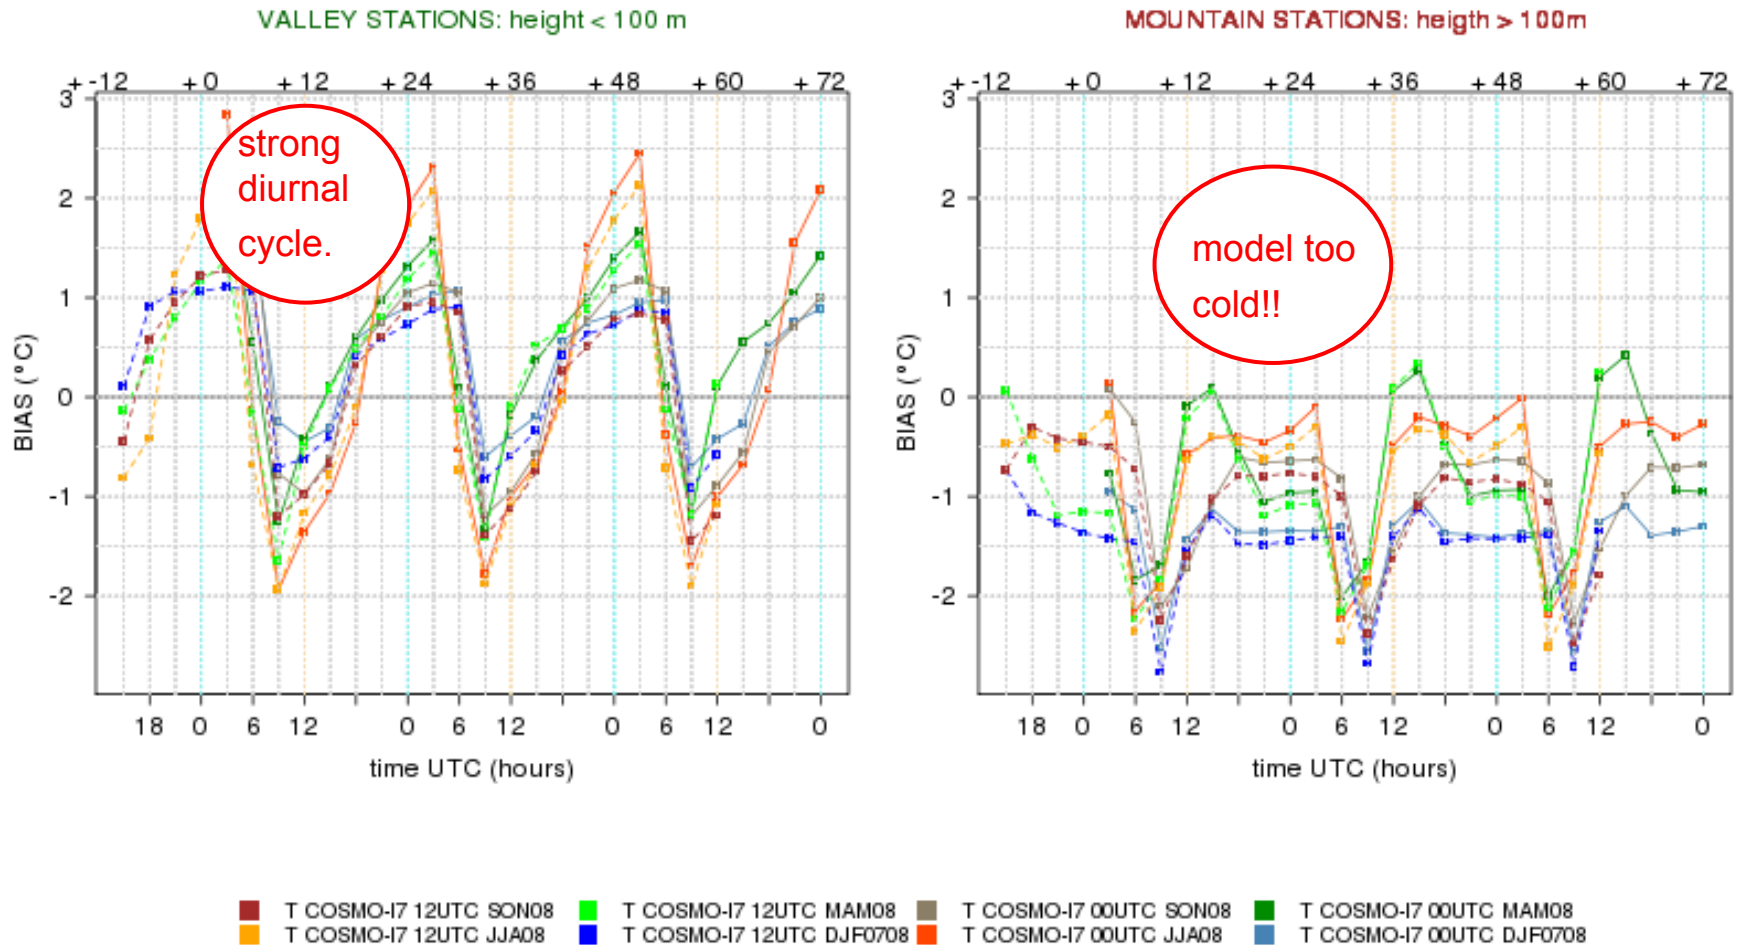 VALLEY STATIONS: height < 100 m
MOUNTAIN STATIONS: heigth > 100m
+ -12 + 0 + 12 + 24 + 36 + 48 + 60 + 72
+ -12 + 0 + 12 + 24 + 36 + 48 + 60 + 72
3
2
1
0
-1
-2
BIAS (°C)
strong
diurnal
cycle.
18 0 6 12 0 6 12 0 6 12 0
time UTC (hours)
3
2
1
0
-1
-2
BIAS (°C)
model too
cold!!
18 0 6 12 0 6 12 0 6 12 0
time UTC (hours)
T COSMO-I7 12UTC SON08 T COSMO-I7 12UTC MAM08 T COSMO-I7 00UTC SON08 T COSMO-I7 00UTC MAM08
T COSMO-I7 12UTC JJA08 T COSMO-I7 12UTC DJF0708 T COSMO-I7 00UTC JJA08 T COSMO-I7 00UTC DJF0708